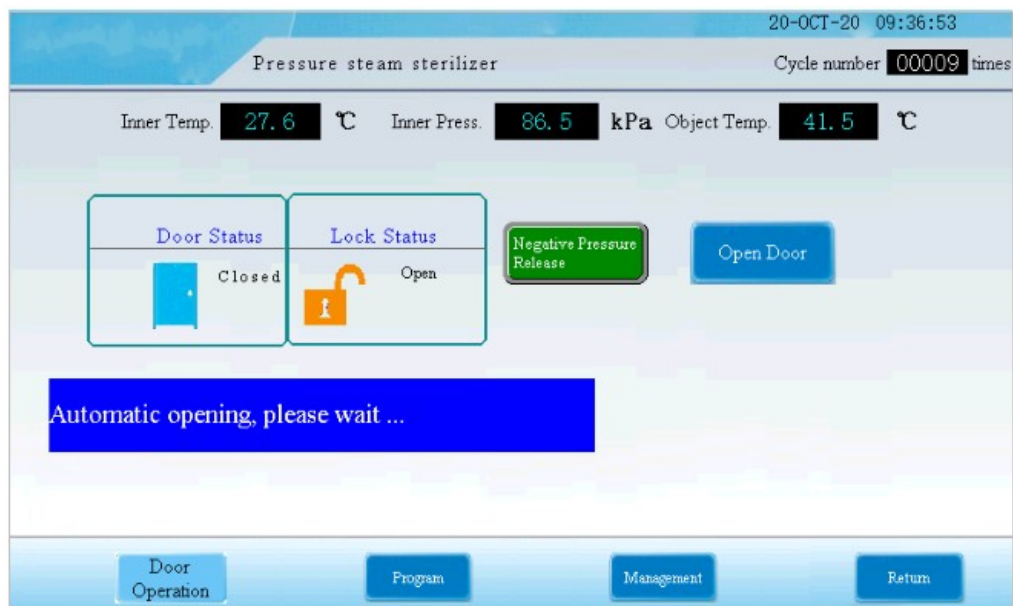 20-OCT-20 09:36:53
Pressure steam sterilizer
Cycle number 00009 times
Inner Temp. 27.6 ℃ Inner Press. 86.5 kPa Object Temp. 41.5 ℃
Door Status
Closed
Lock Status
Open
Negative Pressure
Release
Open Door
Automatic opening, please wait ...
Door
Operation
Program
Management
Return